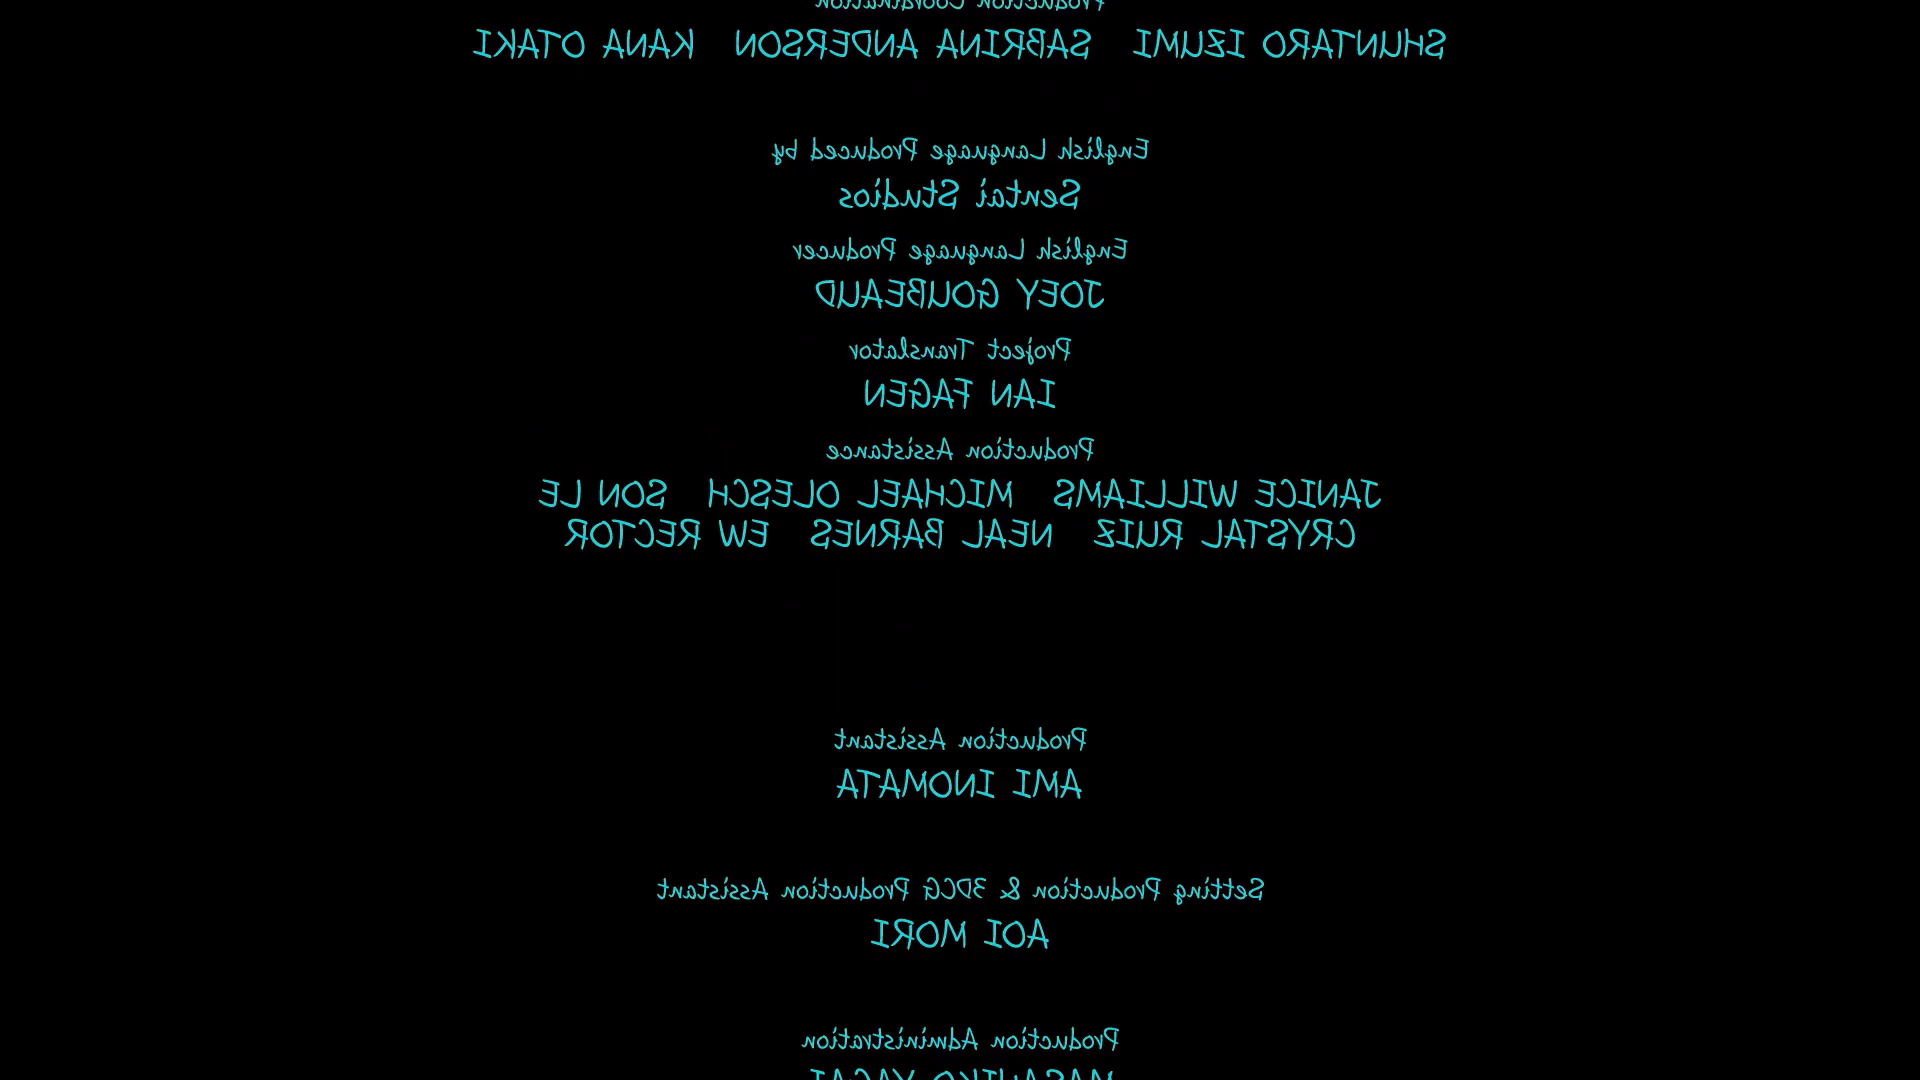 Production Coordination
SHUNTARO IZUMI SABRINA ANDERSON KANA OTAKI
English Language Produced by
Sentai Studios
English Language Producer
JOEY GOUBEAUD
Project Translator
IAN FAGEN
Production Assistance
JANICE WILLIAMS MICHAEL OLESCH SON LE
CRYSTAL RUIZ NEAL BARNES EW RECTOR
Production Assistant
AMI INOMATA
Setting Production & 3DCG Production Assistant
AOI MORI
Production Administration